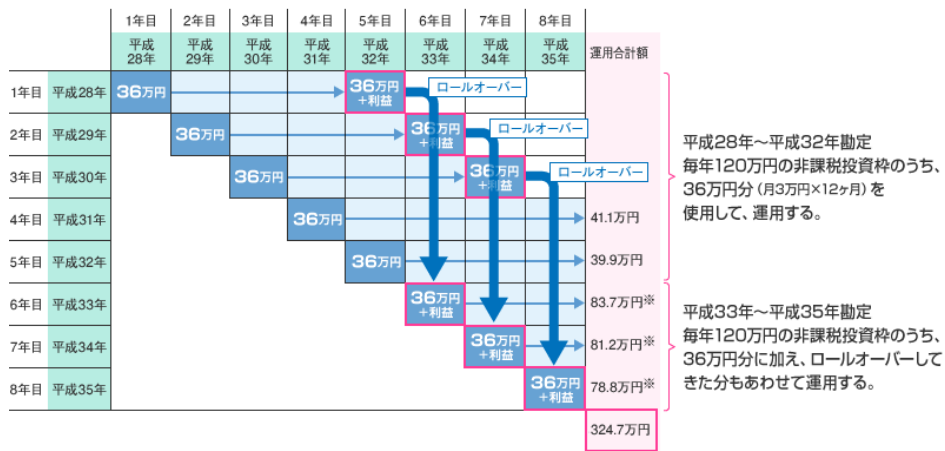 1年目 2年目 3年目 4年目 5年目 6年目 7年目 8年目
平成28年 平成29年 平成30年 平成31年 平成32年 平成33年 平成34年 平成35年 運用合計額
1年目 平成28年 36万円 36万円+利益 ロールオーバー
2年目 平成29年 36万円 36万円+利益 ロールオーバー
3年目 平成30年 36万円 36万円+利益 ロールオーバー
4年目 平成31年 36万円 41.1万円
5年目 平成32年 36万円 39.9万円
6年目 平成33年 36万円+利益 83.7万円※
7年目 平成34年 36万円+利益 81.2万円※
8年目 平成35年 36万円+利益 78.8万円※
324.7万円
平成28年～平成32年勘定
毎年120万円の非課税投資枠のうち、
36万円分(月3万円×12ヶ月)を
使用して、運用する。
平成33年～平成35年勘定
毎年120万円の非課税投資枠のうち、
36万円分に加え、ロールオーバーして
きた分もあわせて運用する。